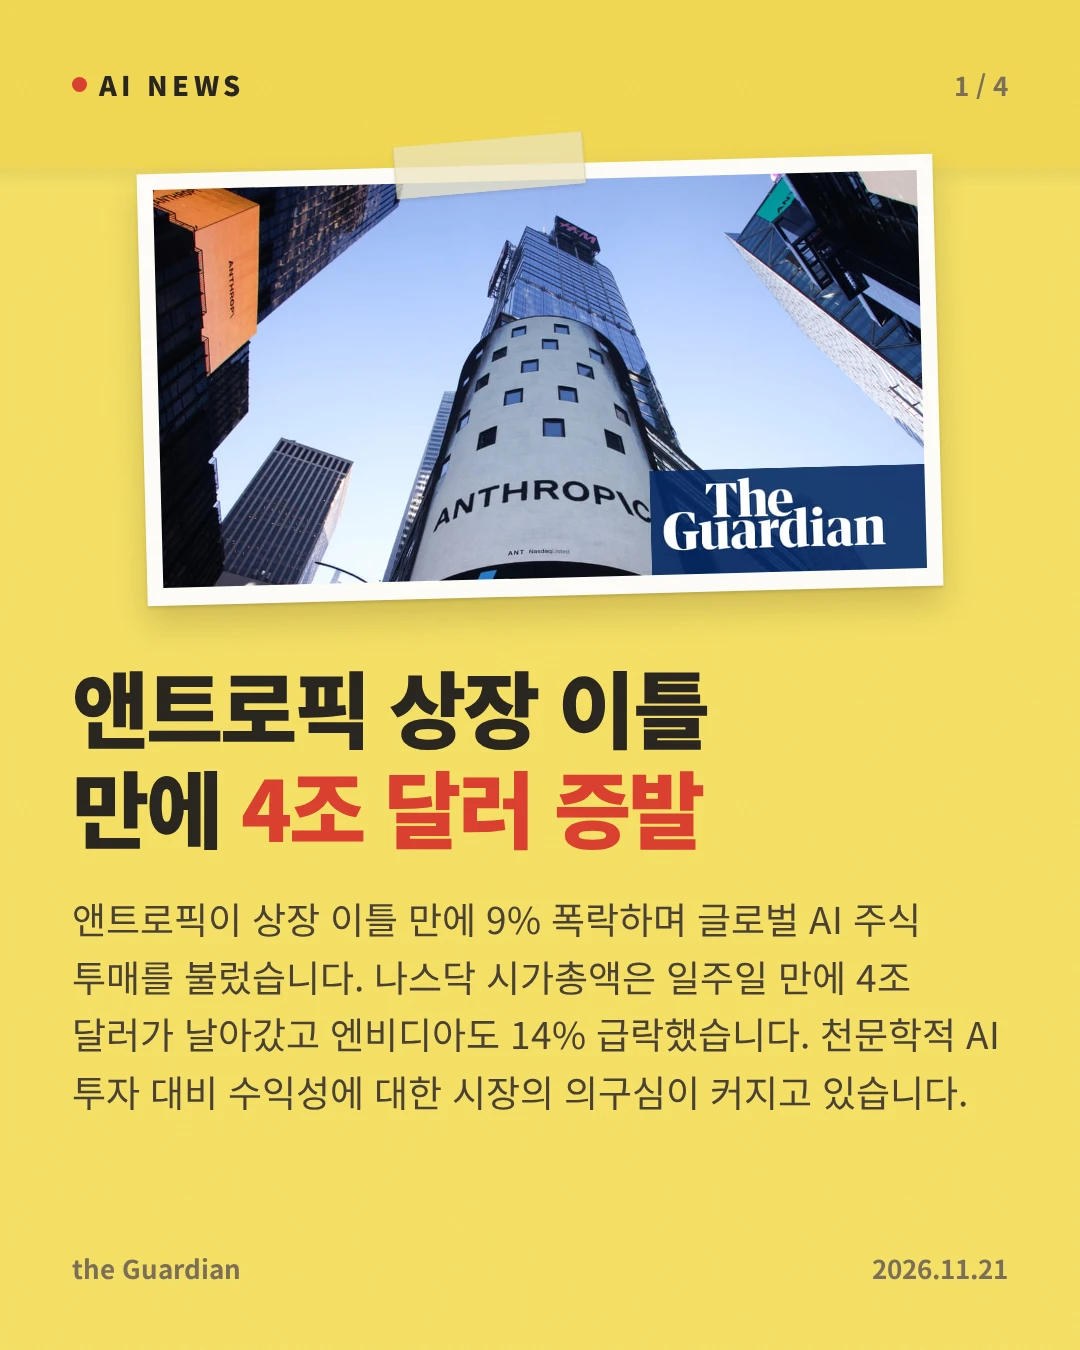 AI NEWS
1 / 4
ANTHROPIC
ANT Nasdaq Listed
The
Guardian
앤트로픽 상장 이틀
만에 4조 달러 증발
앤트로픽이 상장 이틀 만에 9% 폭락하며 글로벌 AI 주식
투매를 불렀습니다. 나스닥 시가총액은 일주일 만에 4조
달러가 날아갔고 엔비디아도 14% 급락했습니다. 천문학적 AI
투자 대비 수익성에 대한 시장의 의구심이 커지고 있습니다.
the Guardian
2026.11.21